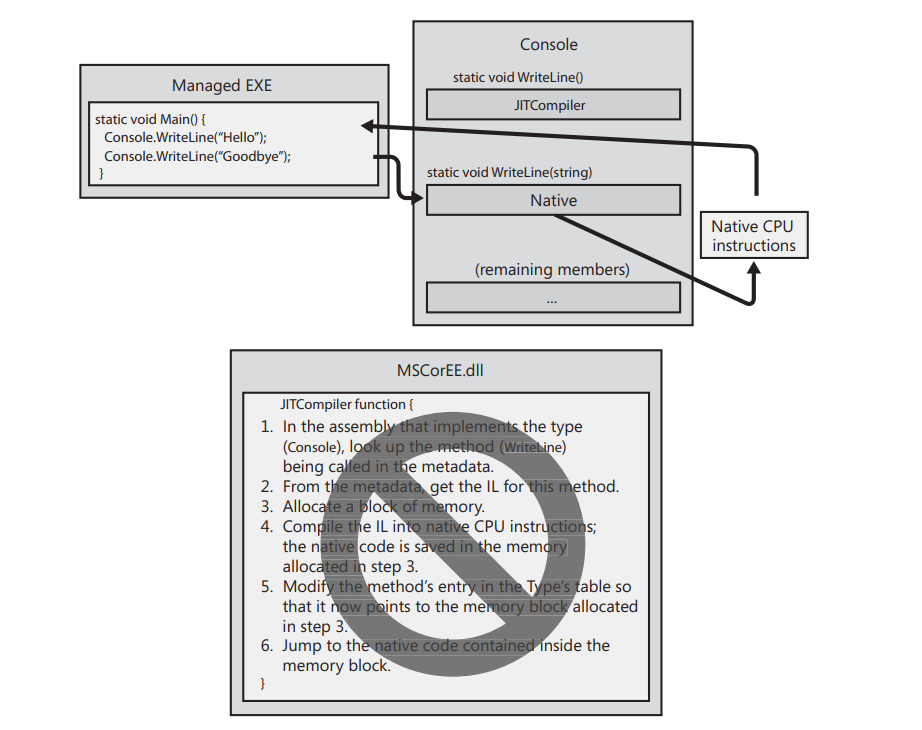 Managed EXE
static void Main() {
Console.WriteLine(“Hello”);
Console.WriteLine(“Goodbye”);
}
Console
static void WriteLine()
JITCompiler
static void WriteLine(string)
Native
(remaining members)
...
Native CPU
instructions
MSCorEE.dll
JITCompiler function {
1. In the assembly that implements the type
(Console), look up the method (WriteLine)
being called in the metadata.
2. From the metadata, get the IL for this method.
3. Allocate a block of memory.
4. Compile the IL into native CPU instructions;
the native code is saved in the memory
allocated in step 3.
5. Modify the method’s entry in the Type’s table so
that it now points to the memory block allocated
in step 3.
6. Jump to the native code contained inside the
memory block.
}